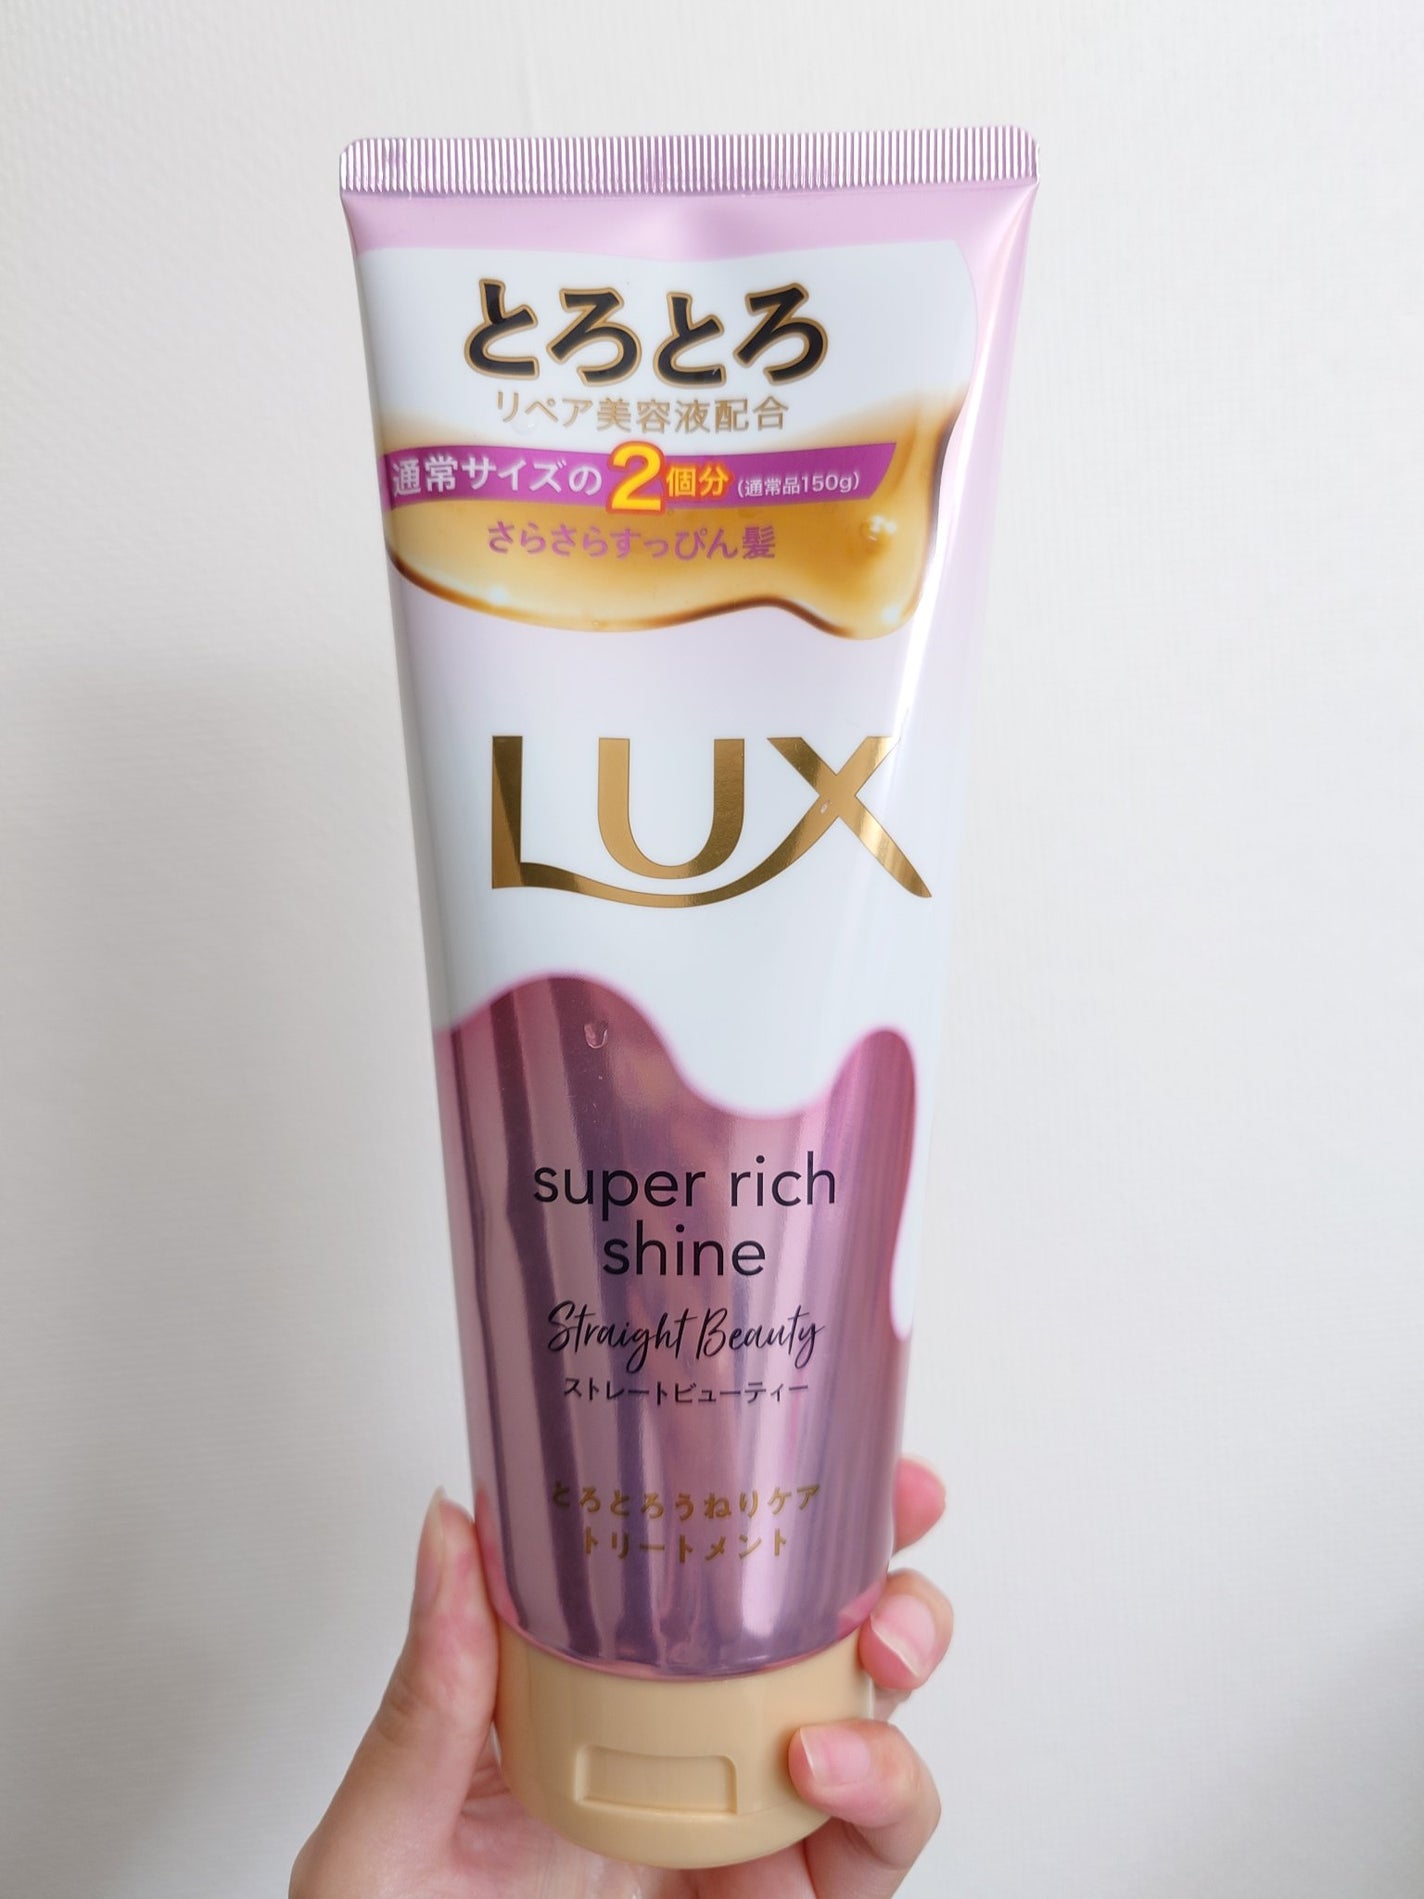 とろとろ
リペア美容液配合
通常サイズの2個分(通常品150g)
さらさらすっぴん髪
LUX
super rich
shine
Straight Beauty
ストレートビューティー
とろとろうねりケア
トリートメント